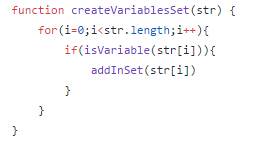 function createVariablesSet(str) {
    for(i=0;i<str.length;i++){
        if(isVariable(str[i])){
            addInSet(str[i])
        }
    }
}